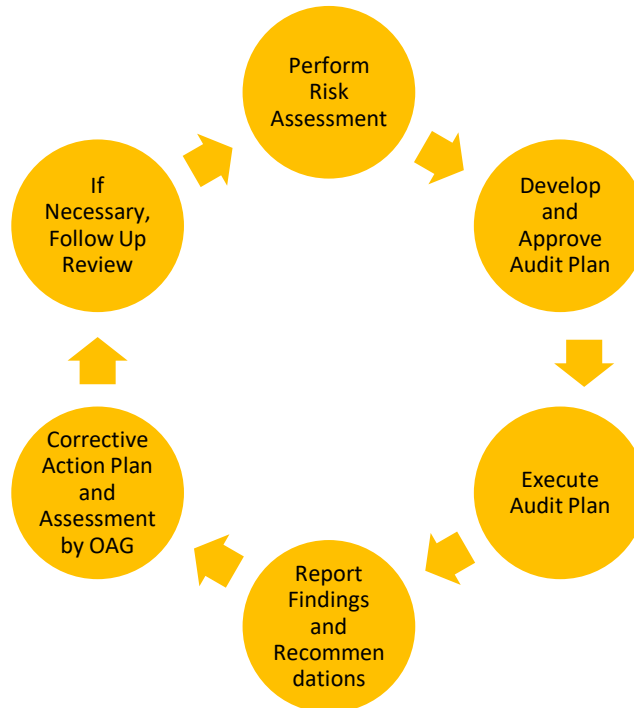 Perform
Risk
Assessment
Develop
and
Approve
Audit Plan
Execute
Audit Plan
Report
Findings
and
Recommen
dations
Corrective
Action Plan
and
Assessment
by OAG
If
Necessary,
Follow Up
Review